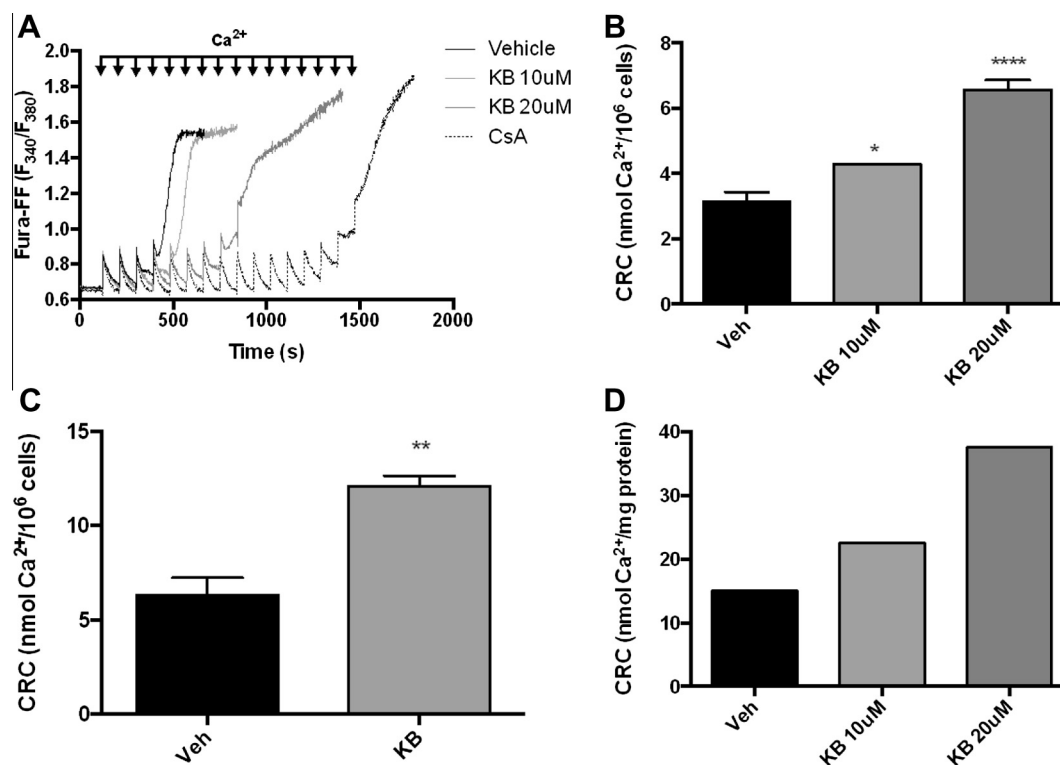 A
Ca²⁺
Fura-FF (F₃₄₀/F₃₈₀)
2.0
1.8
1.6
1.4
1.2
1.0
0.8
0.6
0
500
1000
1500
2000
Time (s)
Vehicle
KB 10uM
KB 20uM
CsA
B
CRC (nmol Ca²⁺/10⁶ cells)
8
6
4
2
0
*
****
Veh
KB 10uM
KB 20uM
C
CRC (nmol Ca²⁺/10⁶ cells)
15
10
5
0
**
Veh
KB
D
CRC (nmol Ca²⁺/mg protein)
40
30
20
10
0
Veh
KB 10uM
KB 20uM